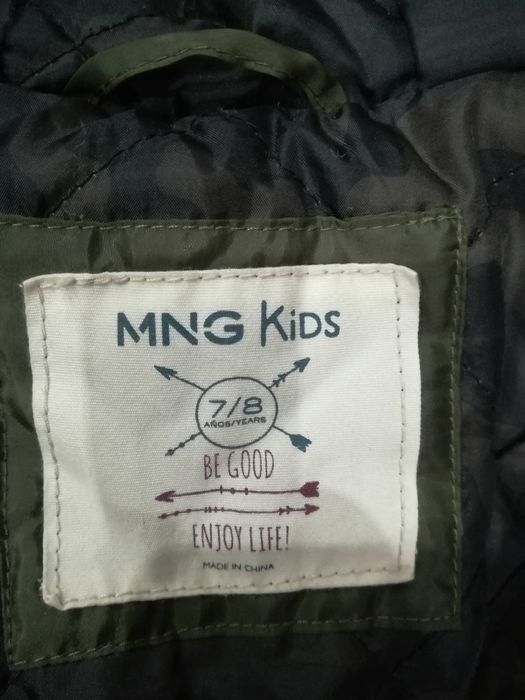 MNG KiDS
7/8
AÑOS/YEARS
BE GOOD
ENJOY LIFE!
MADE IN CHINA